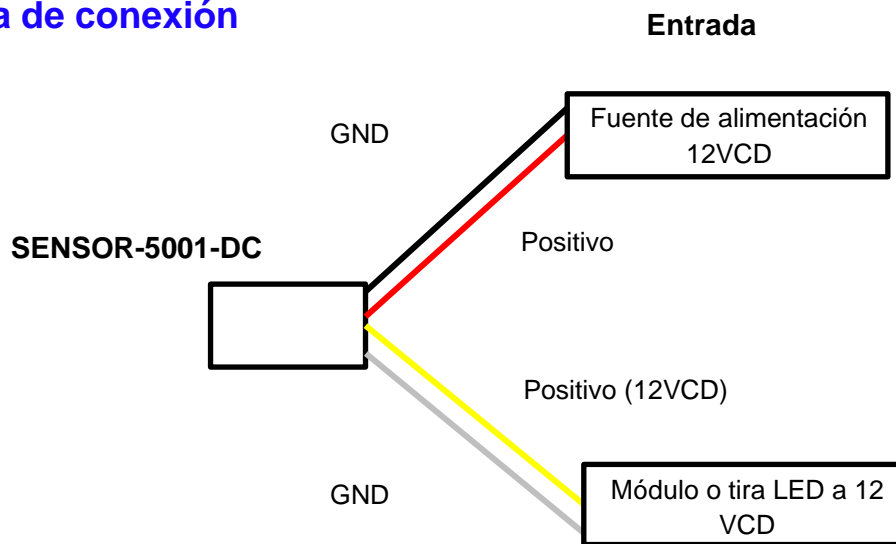 a de conexión
Entrada
Fuente de alimentación
12VCD
GND
SENSOR-5001-DC
Positivo
Positivo (12VCD)
GND
Módulo o tira LED a 12
VCD